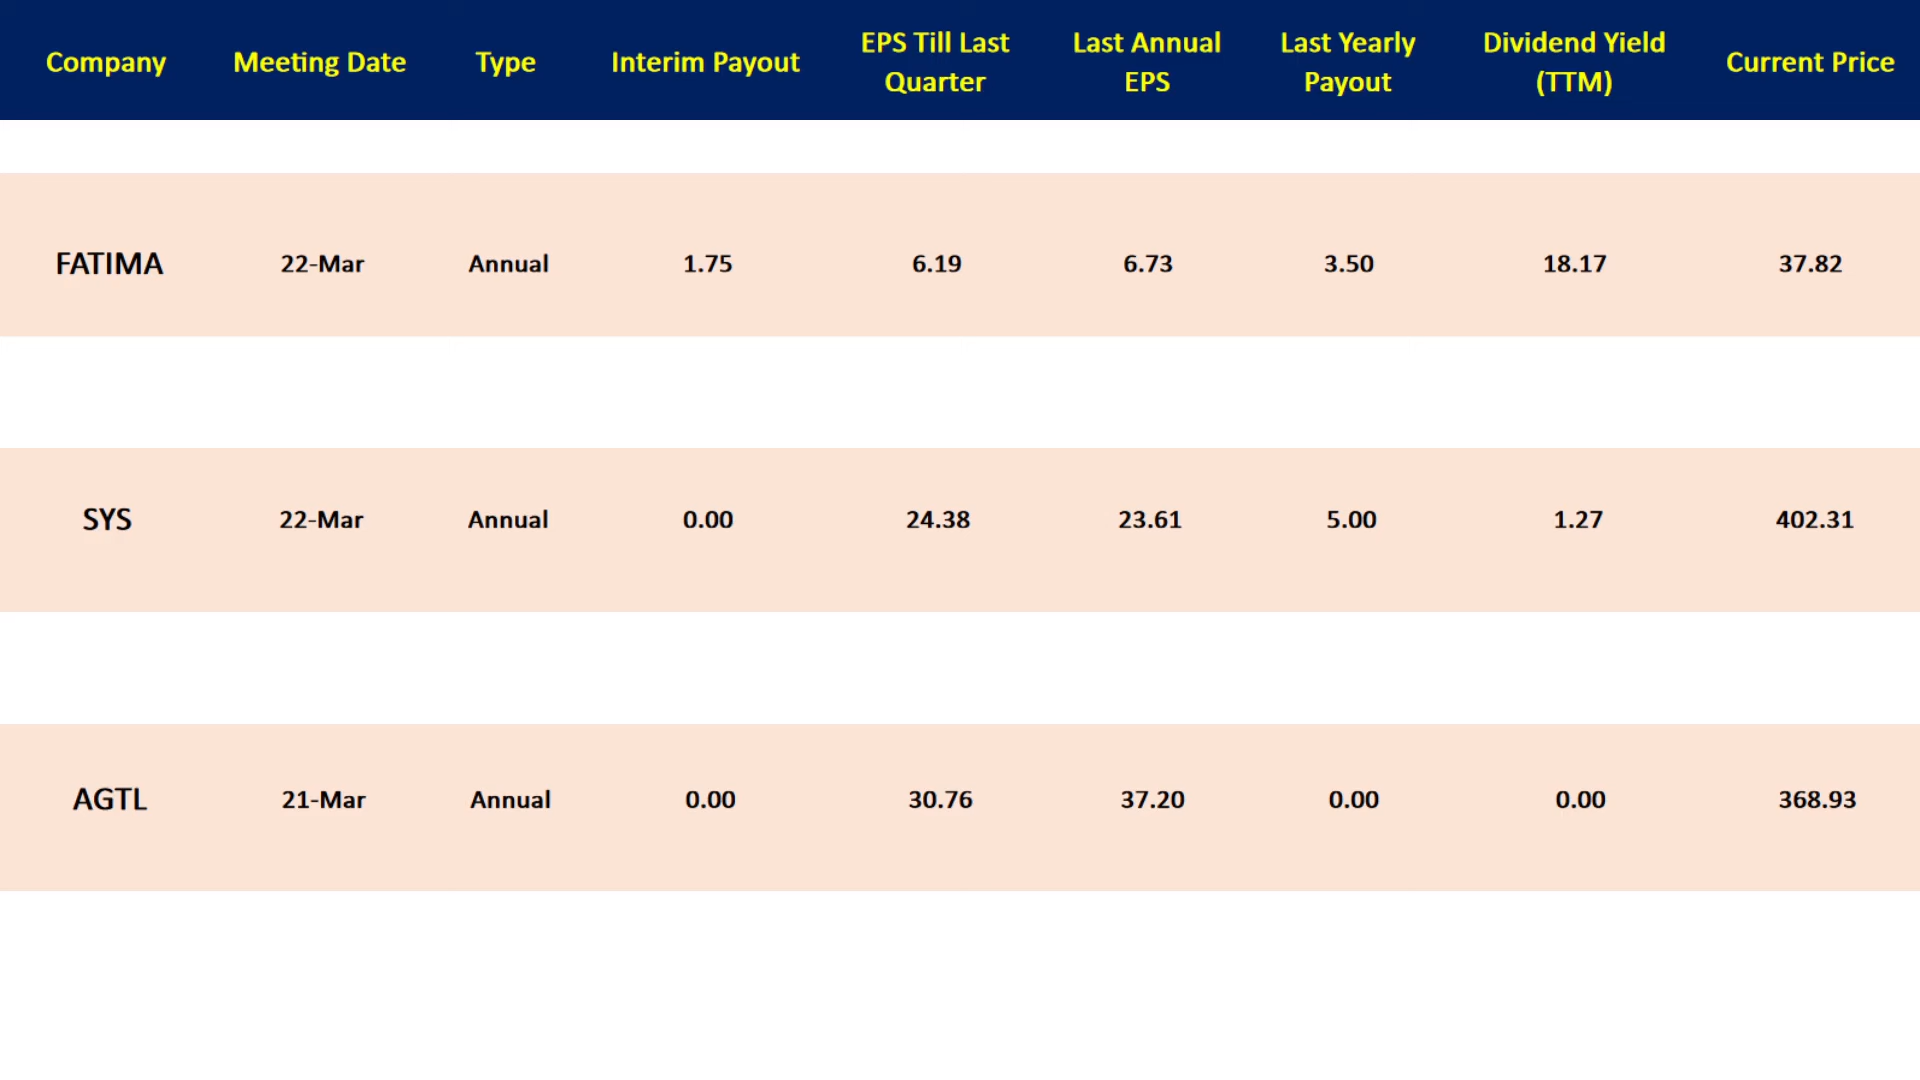 Company Meeting Date Type Interim Payout EPS Till Last Quarter Last Annual EPS Last Yearly Payout Dividend Yield (TTM) Current Price
FATIMA 22-Mar Annual 1.75 6.19 6.73 3.50 18.17 37.82
SYS 22-Mar Annual 0.00 24.38 23.61 5.00 1.27 402.31
AGTL 21-Mar Annual 0.00 30.76 37.20 0.00 0.00 368.93